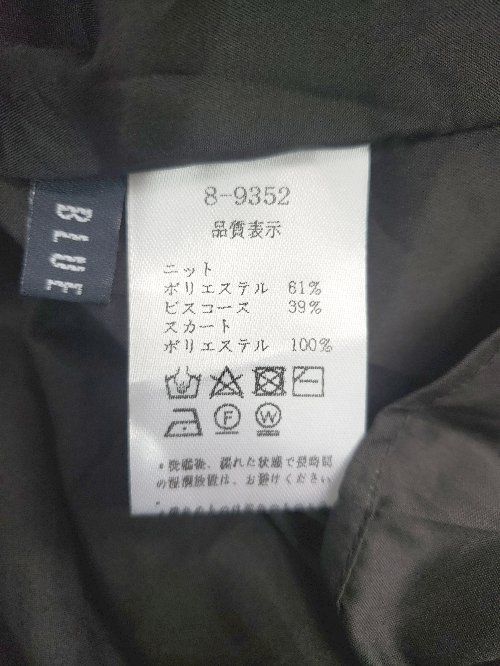 BLUE
8-9352
品質表示
ニット
ポリエステル 61%
ビスコース 39%
スカート
ポリエステル 100%
F W
・洗濯後、濡れた状態で長時間
の浸漬放置は、お避けください